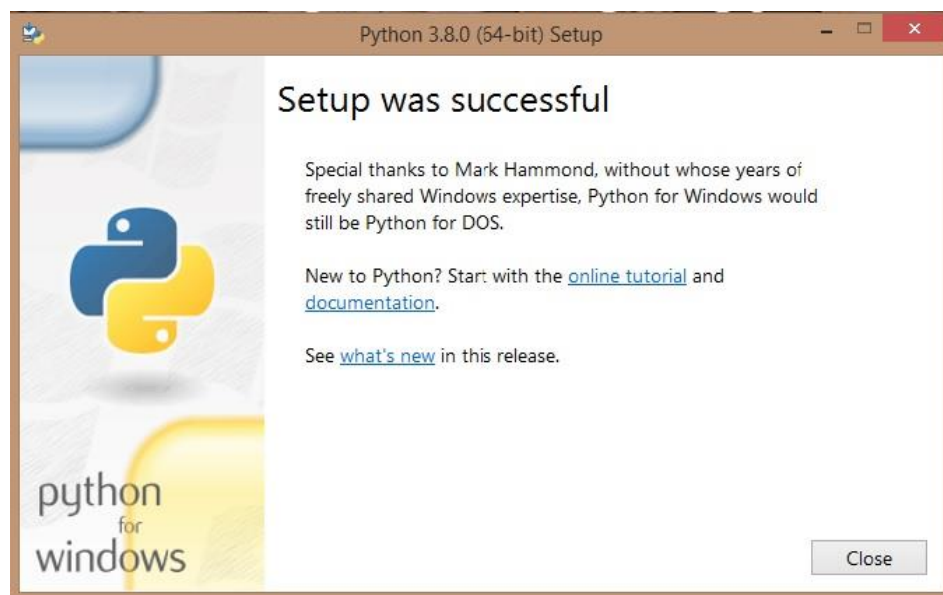 Python 3.8.0 (64-bit) Setup
Setup was successful
Special thanks to Mark Hammond, without whose years of
freely shared Windows expertise, Python for Windows would
still be Python for DOS.
New to Python? Start with the online tutorial and
documentation.
See what's new in this release.
python
for
windows
Close